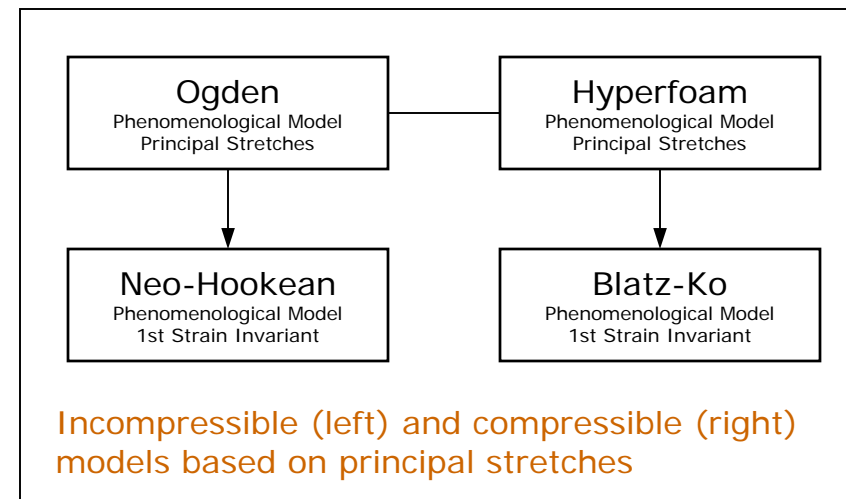 Ogden
Phenomenological Model
Principal Stretches
Hyperfoam
Phenomenological Model
Principal Stretches
Neo-Hookean
Phenomenological Model
1st Strain Invariant
Blatz-Ko
Phenomenological Model
1st Strain Invariant
Incompressible (left) and compressible (right)
models based on principal stretches